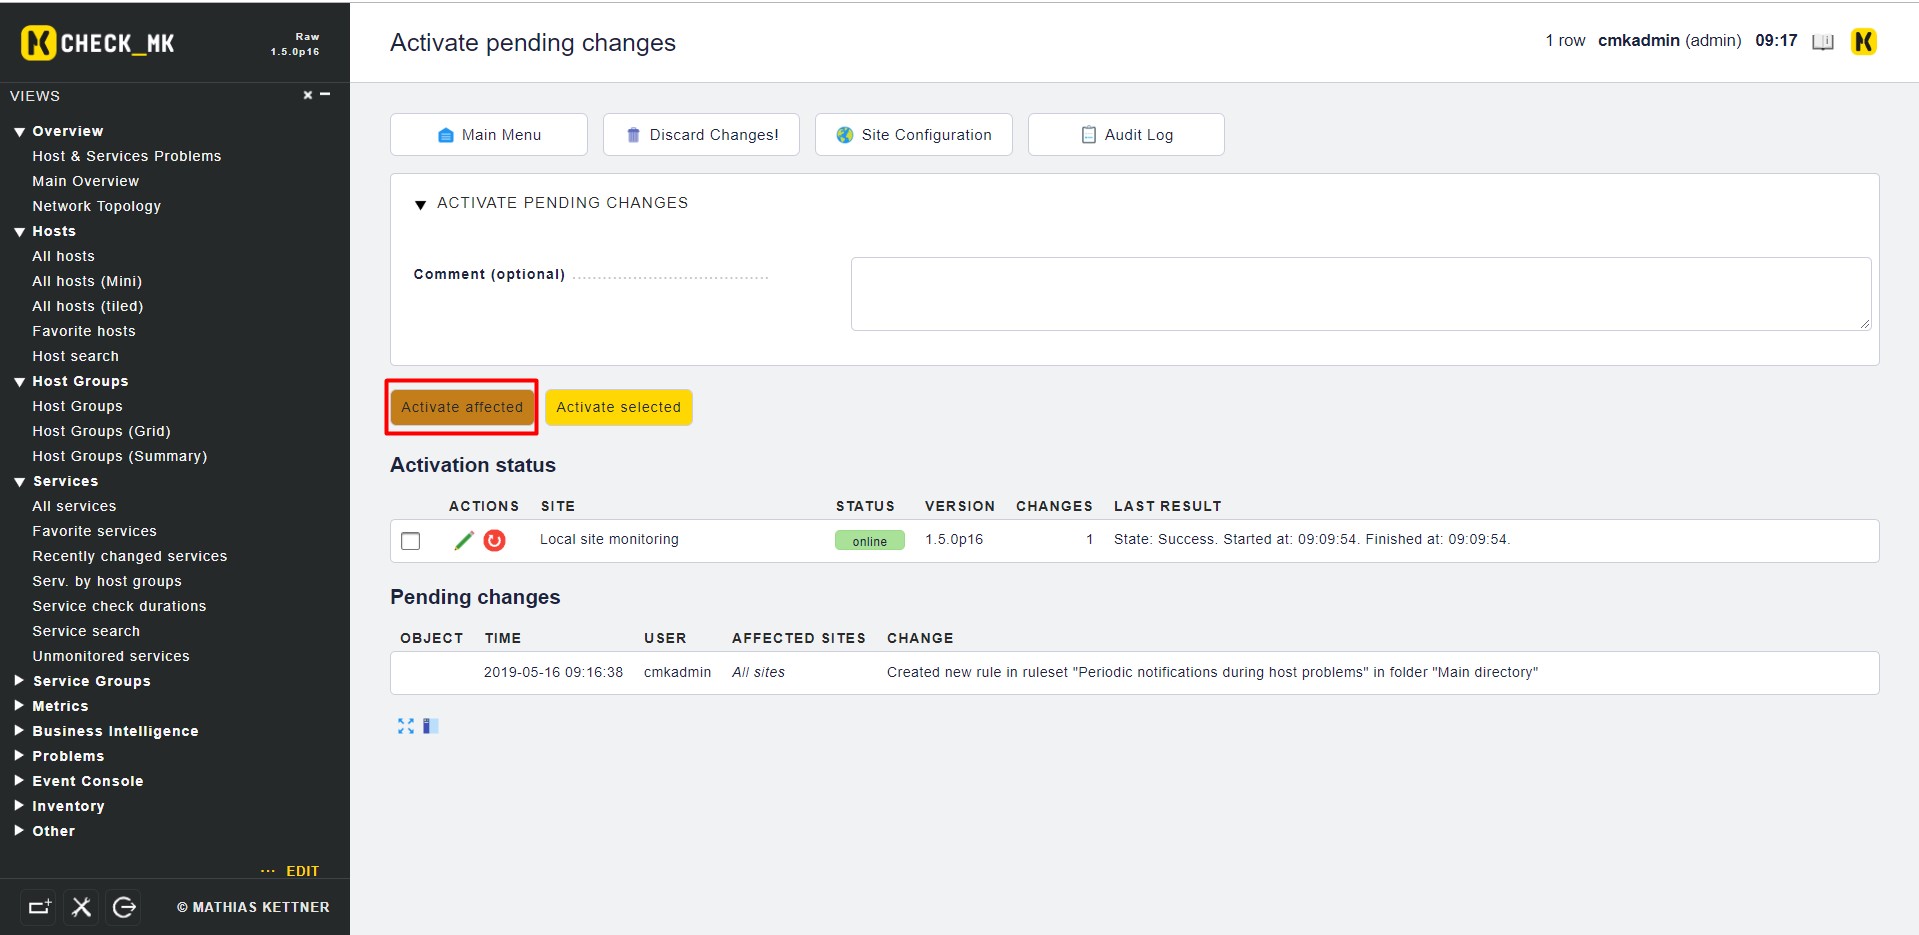 CHECK_MK
Raw
1.5.0p16
Activate pending changes
1 row cmkadmin (admin) 09:17
VIEWS
Overview
Host & Services Problems
Main Overview
Network Topology
Hosts
All hosts
All hosts (Mini)
All hosts (tiled)
Favorite hosts
Host search
Host Groups
Host Groups
Host Groups (Grid)
Host Groups (Summary)
Services
All services
Favorite services
Recently changed services
Serv. by host groups
Service check durations
Service search
Unmonitored services
Service Groups
Metrics
Business Intelligence
Problems
Event Console
Inventory
Other
... EDIT
© MATHIAS KETTNER
Main Menu
Discard Changes!
Site Configuration
Audit Log
ACTIVATE PENDING CHANGES
Comment (optional)
Activate affected
Activate selected
Activation status
ACTIONS SITE STATUS VERSION CHANGES LAST RESULT
Local site monitoring online 1.5.0p16 1 State: Success. Started at: 09:09:54. Finished at: 09:09:54.
Pending changes
OBJECT TIME USER AFFECTED SITES CHANGE
2019-05-16 09:16:38 cmkadmin All sites Created new rule in ruleset "Periodic notifications during host problems" in folder "Main directory"